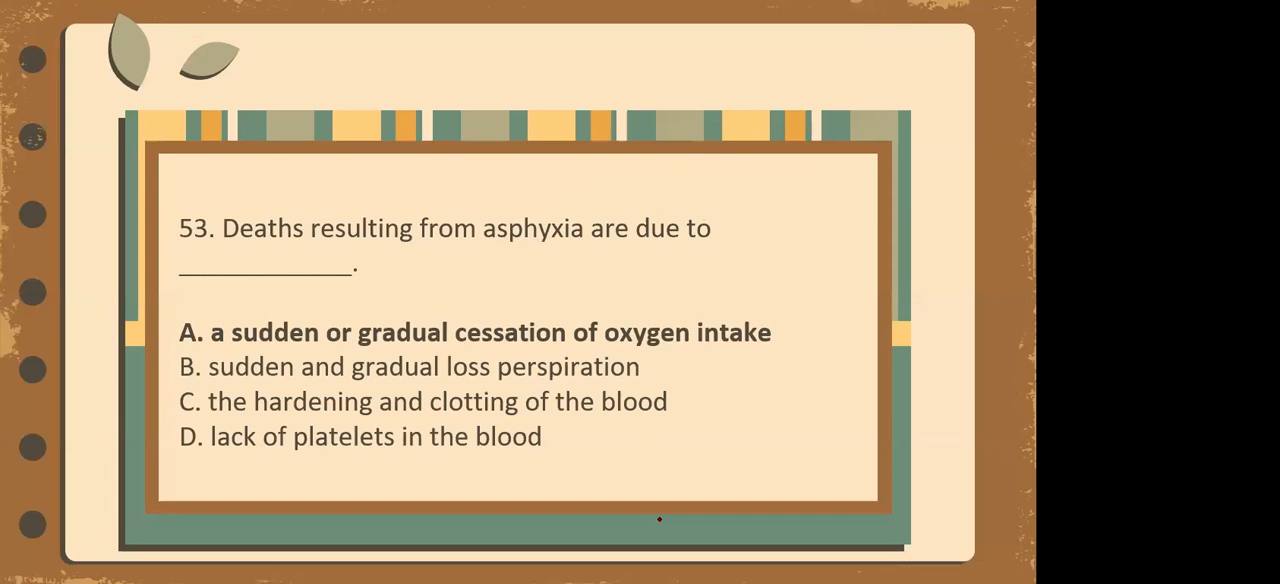 53. Deaths resulting from asphyxia are due to
_____________.
A. a sudden or gradual cessation of oxygen intake
B. sudden and gradual loss perspiration
C. the hardening and clotting of the blood
D. lack of platelets in the blood